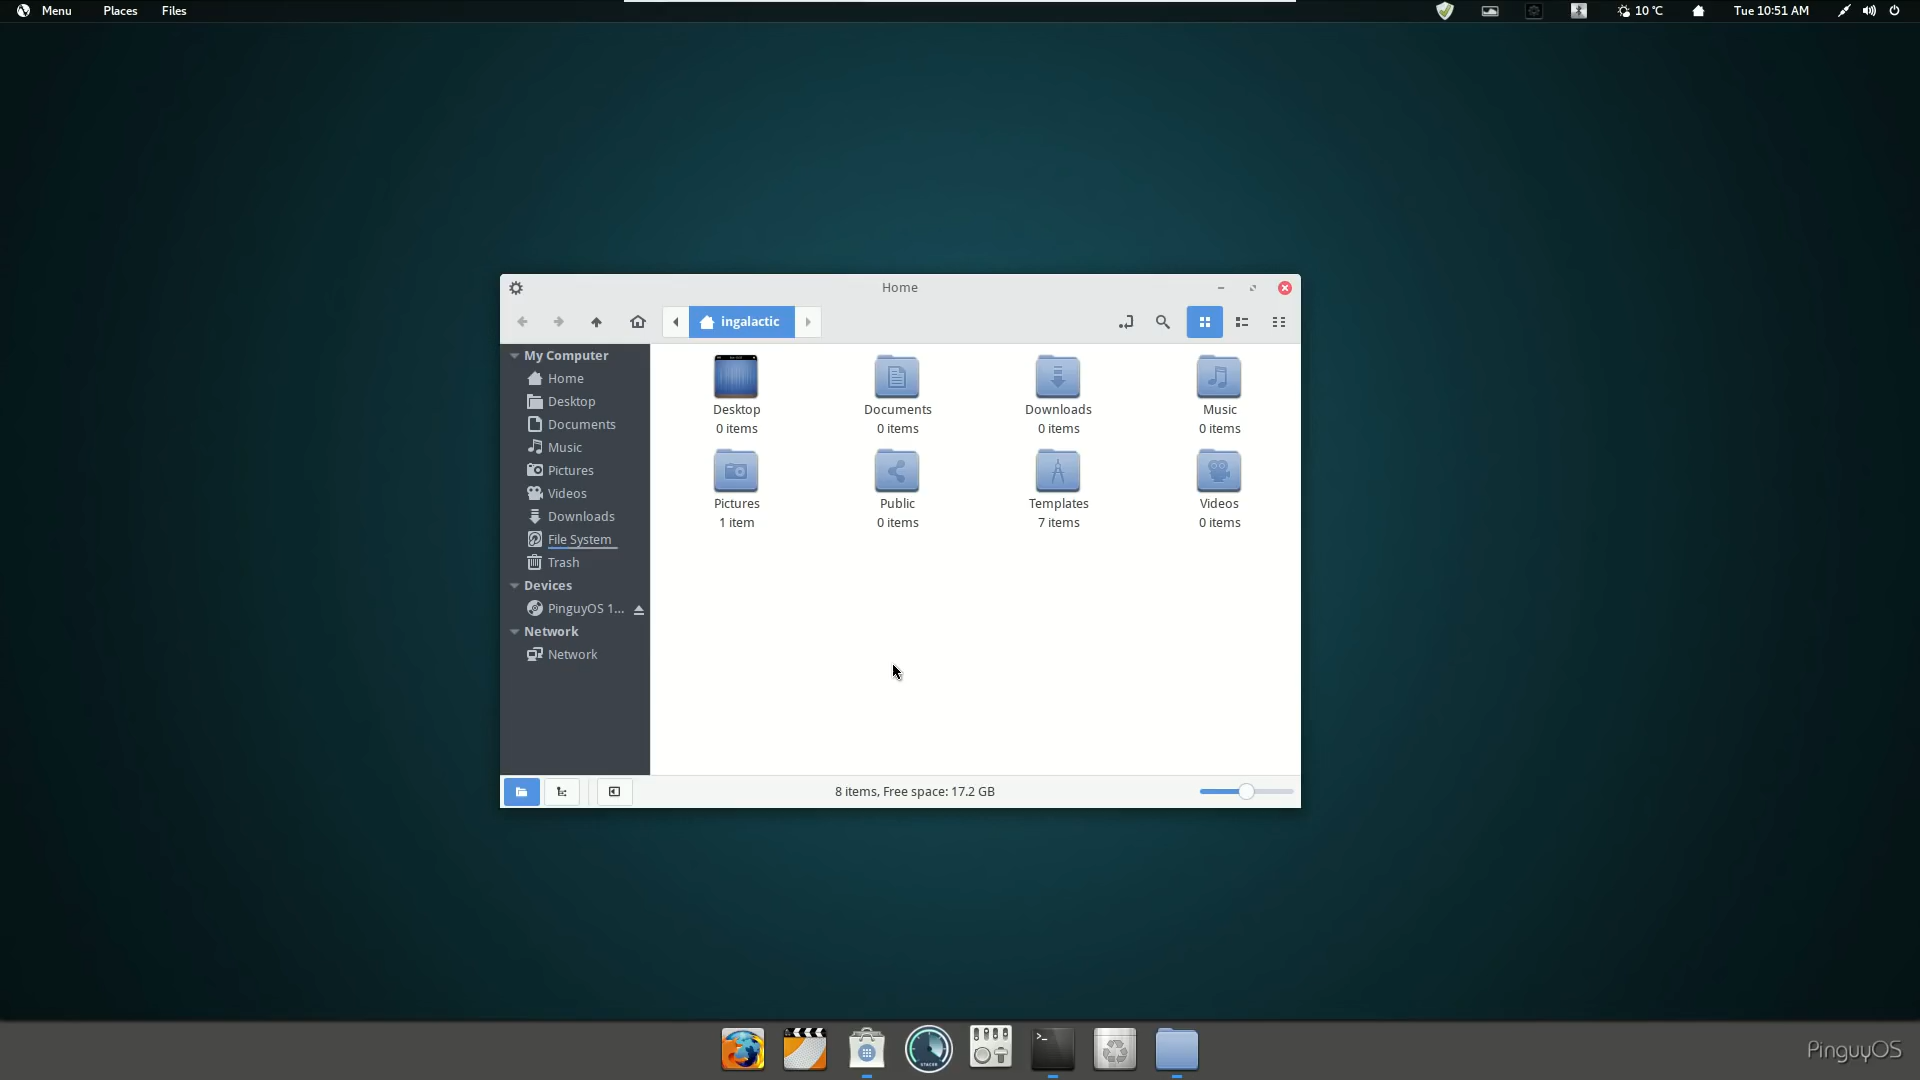 Menu Places Files 10 °C Tue 10:51 AM
Home
ingalactic
My Computer
Home
Desktop
Documents
Music
Pictures
Videos
Downloads
File System
Trash
Devices
PinguyOS 1...
Network
Network
Desktop Documents Downloads Music
0 items 0 items 0 items 0 items
Pictures Public Templates Videos
1 item 0 items 7 items 0 items
8 items, Free space: 17.2 GB
STACER
PinguyOS